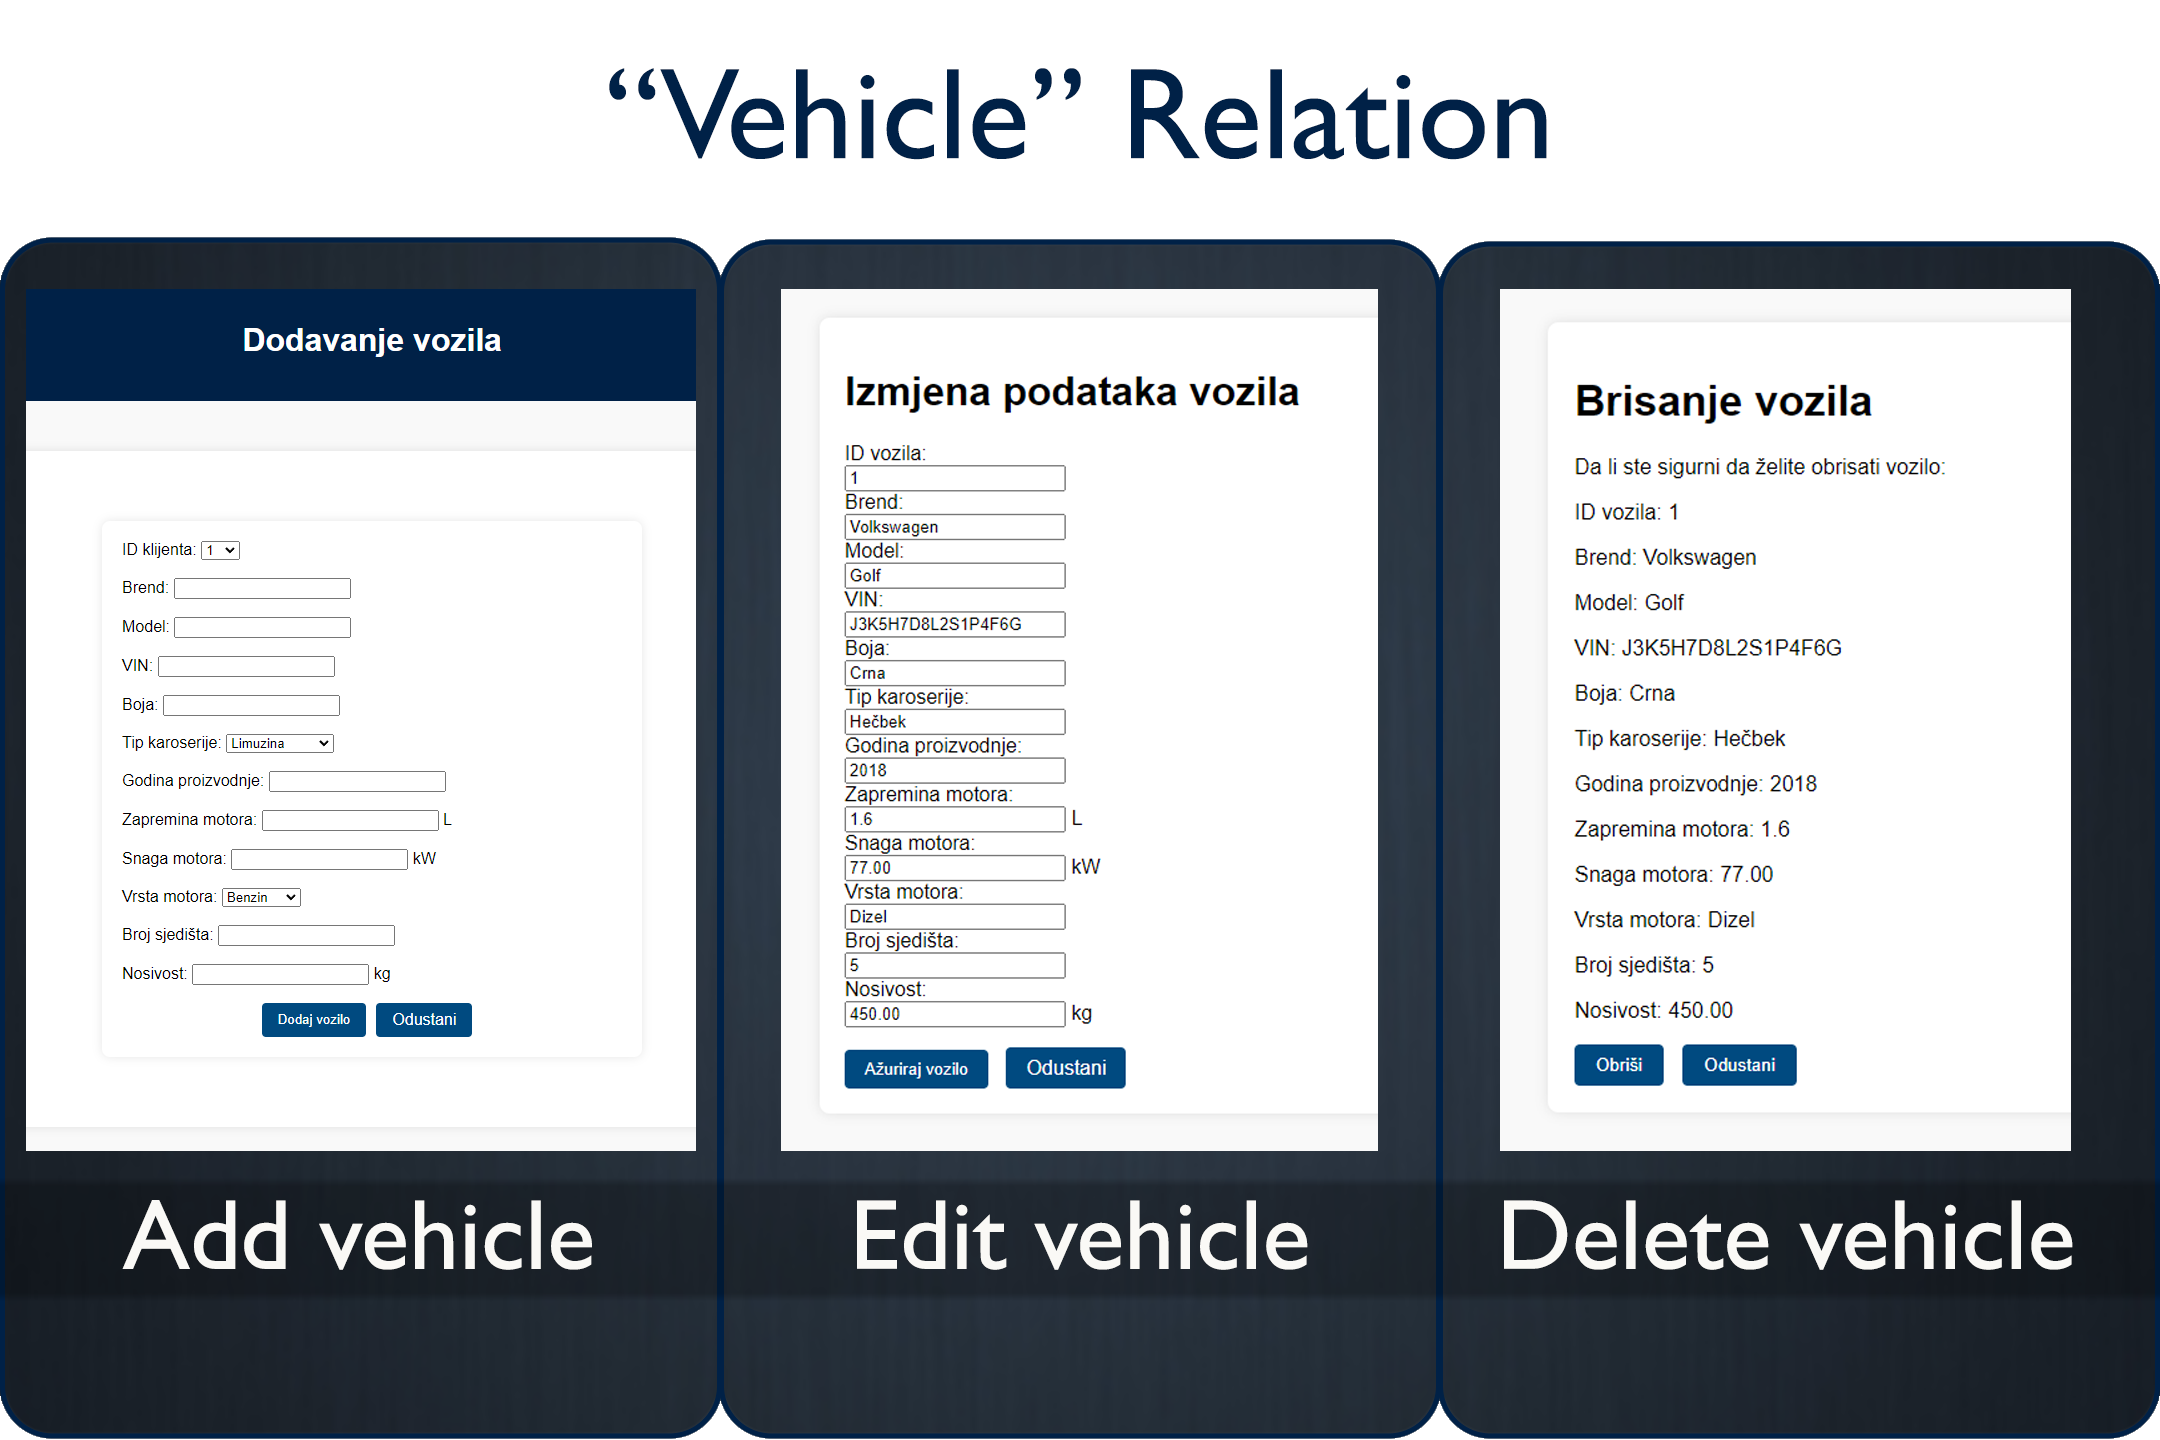 “Vehicle” Relation
Dodavanje vozila
ID klijenta: 1
Brend:
Model:
VIN:
Boja:
Tip karoserije: Limuzina
Godina proizvodnje:
Zapremina motora: L
Snaga motora: kW
Vrsta motora: Benzin
Broj sjedišta:
Nosivost: kg
Dodaj vozilo Odustani
Add vehicle
Izmjena podataka vozila
ID vozila:
1
Brend:
Volkswagen
Model:
Golf
VIN:
J3K5H7D8L2S1P4F6G
Boja:
Crna
Tip karoserije:
Hečbek
Godina proizvodnje:
2018
Zapremina motora:
1.6 L
Snaga motora:
77.00 kW
Vrsta motora:
Dizel
Broj sjedišta:
5
Nosivost:
450.00 kg
Ažuriraj vozilo Odustani
Edit vehicle
Brisanje vozila
Da li ste sigurni da želite obrisati vozilo:
ID vozila: 1
Brend: Volkswagen
Model: Golf
VIN: J3K5H7D8L2S1P4F6G
Boja: Crna
Tip karoserije: Hečbek
Godina proizvodnje: 2018
Zapremina motora: 1.6
Snaga motora: 77.00
Vrsta motora: Dizel
Broj sjedišta: 5
Nosivost: 450.00
Obriši Odustani
Delete vehicle